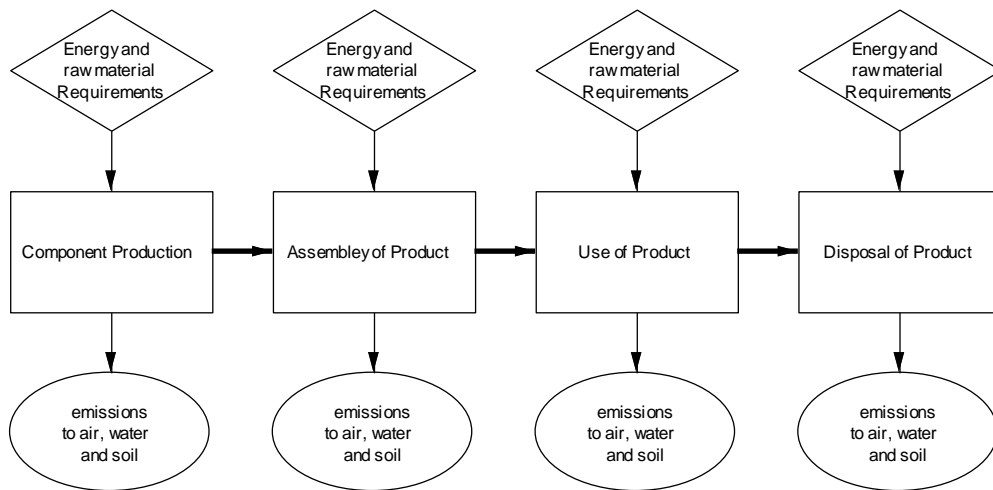 Energy and
raw material
Requirements
Energy and
raw material
Requirements
Energy and
raw material
Requirements
Energy and
raw material
Requirements
Component Production
Assembley of Product
Use of Product
Disposal of Product
emissions
to air, water
and soil
emissions
to air, water
and soil
emissions
to air, water
and soil
emissions
to air, water
and soil